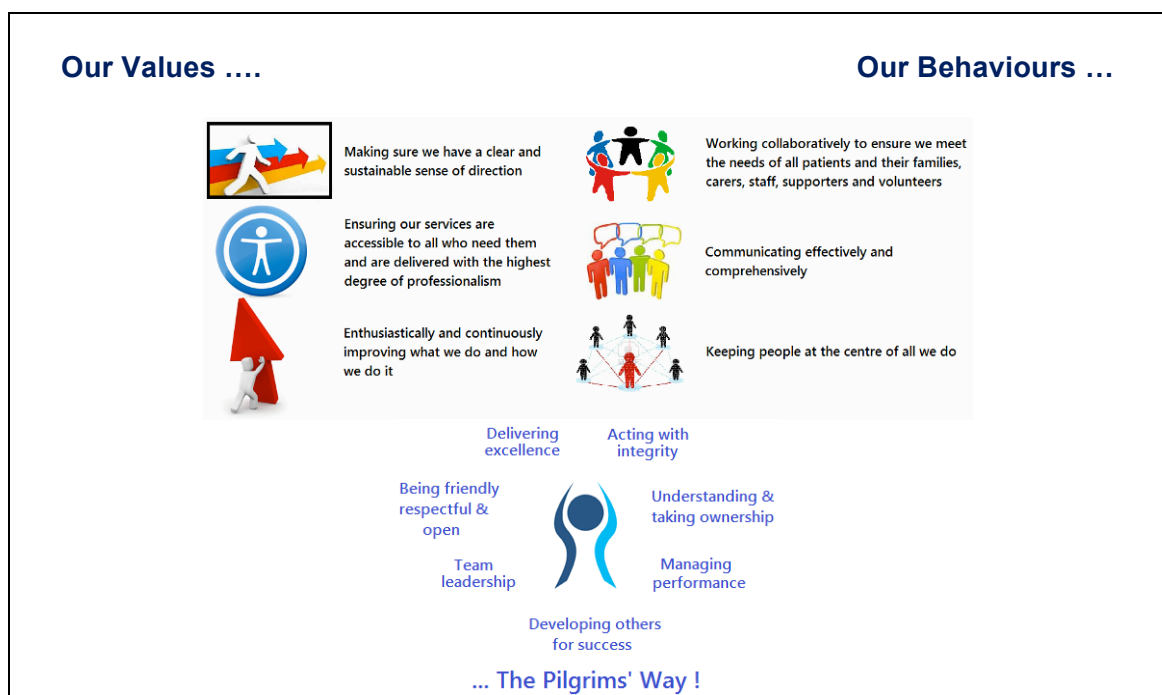 Our Values ....
Our Behaviours ...
Making sure we have a clear and
sustainable sense of direction
Working collaboratively to ensure we meet
the needs of all patients and their families,
carers, staff, supporters and volunteers
Ensuring our services are
accessible to all who need them
and are delivered with the highest
degree of professionalism
Communicating effectively and
comprehensively
Enthusiastically and continuously
improving what we do and how
we do it
Keeping people at the centre of all we do
Delivering
excellence
Acting with
integrity
Being friendly
respectful &
open
Understanding &
taking ownership
Team
leadership
Managing
performance
Developing others
for success
... The Pilgrims' Way !